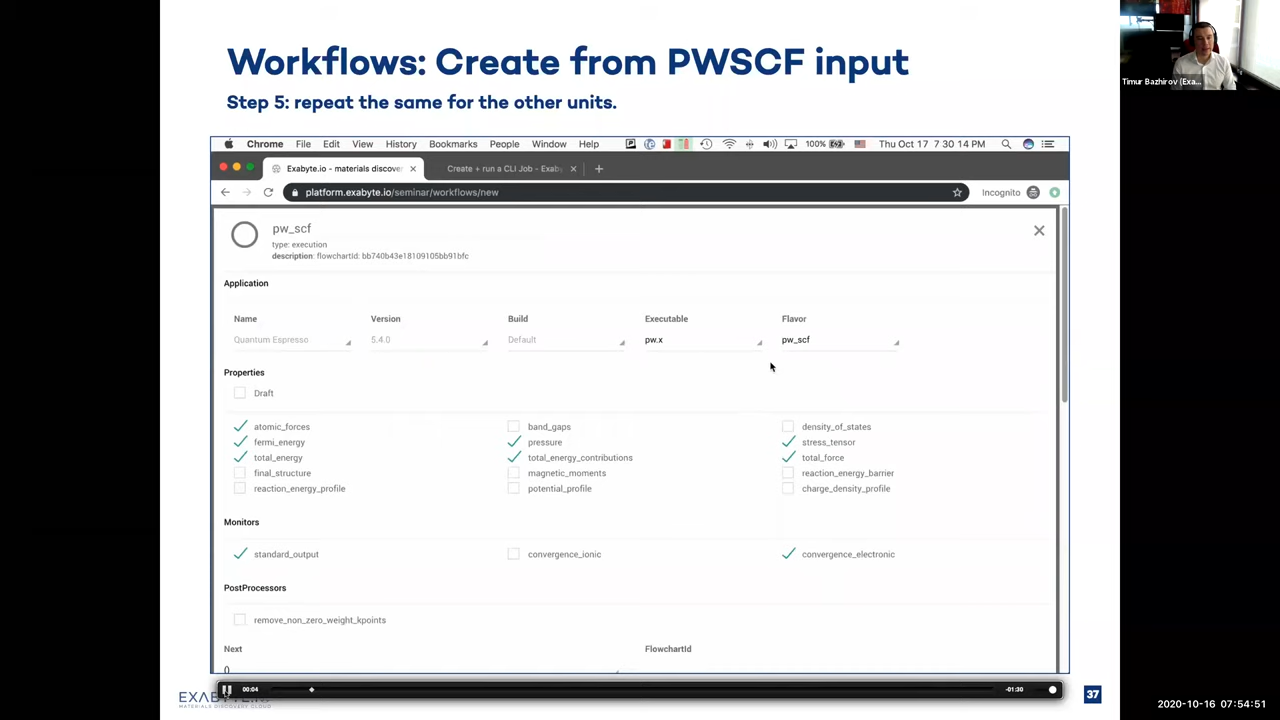 Workflows: Create from PWSCF input
Step 5: repeat the same for the other units.
Timur Bazhirov (Exa...
Chrome File Edit View History Bookmarks People Window Help 100% Thu Oct 17 7 30 14 PM
Exabyte.io - materials discover Create + run a CLI Job - Exab
platform.exabyte.io/seminar/workflows/new Incognito
pw_scf
type: execution
description: flowchartId: bb740b43e18109105bb91bfc
Application
Name Version Build Executable Flavor
Quantum Espresso 5.4.0 Default pw.x pw_scf
Properties
Draft
atomic_forces band_gaps density_of_states
fermi_energy pressure stress_tensor
total_energy total_energy_contributions total_force
final_structure magnetic_moments reaction_energy_barrier
reaction_energy_profile potential_profile charge_density_profile
Monitors
standard_output convergence_ionic convergence_electronic
PostProcessors
remove_non_zero_weight_kpoints
Next FlowchartId
0
00:04 -01:30
EXABYTE.IO
MATERIALS DISCOVERY CLOUD
37
2020-10-16 07:54:51